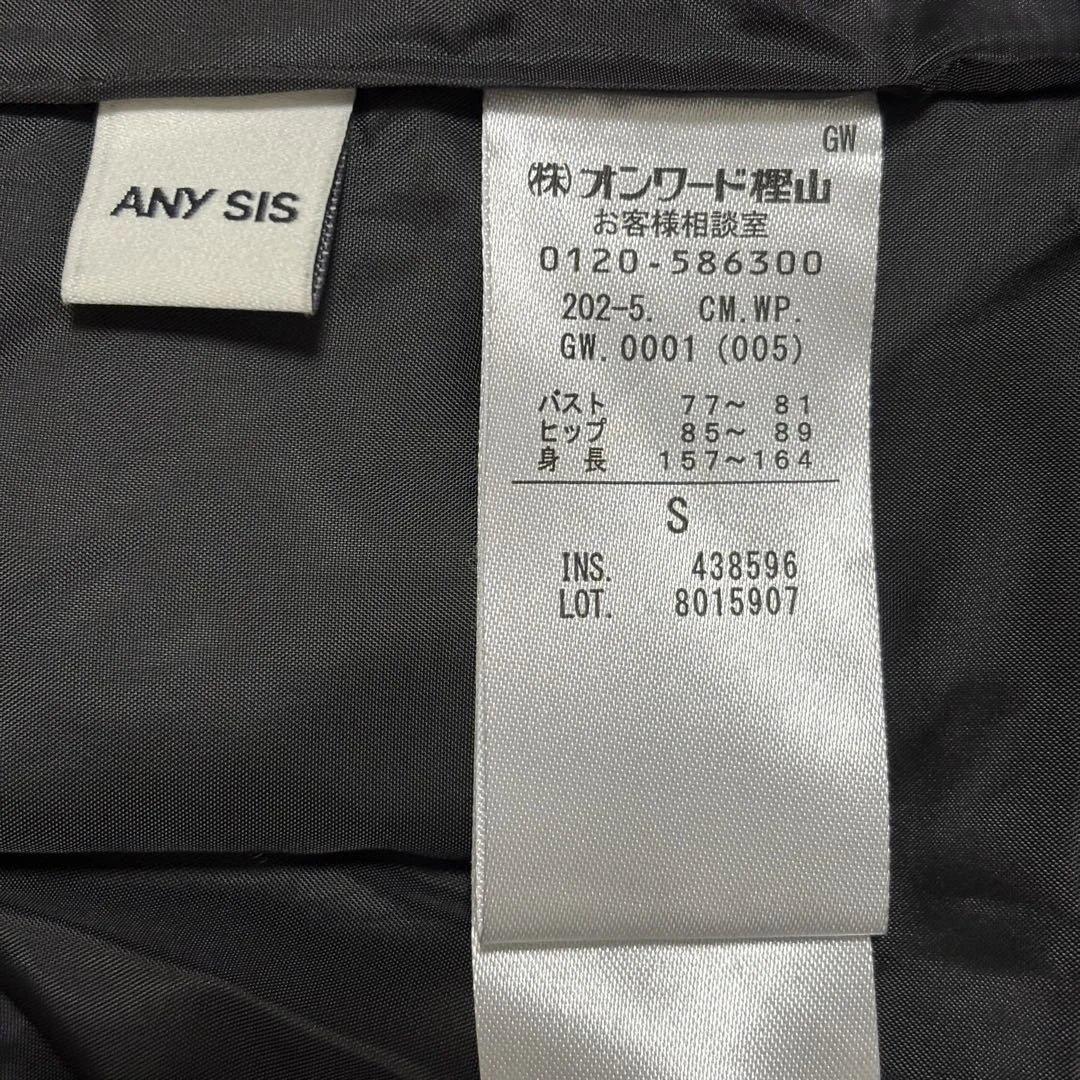 ANY SIS
GW
(株)オンワード樫山
お客様相談室
0120-586300
202-5. CM.WP.
GW.0001(005)
バスト 77〜 81
ヒップ 85〜 89
身長 157〜164
S
INS. 438596
LOT. 8015907